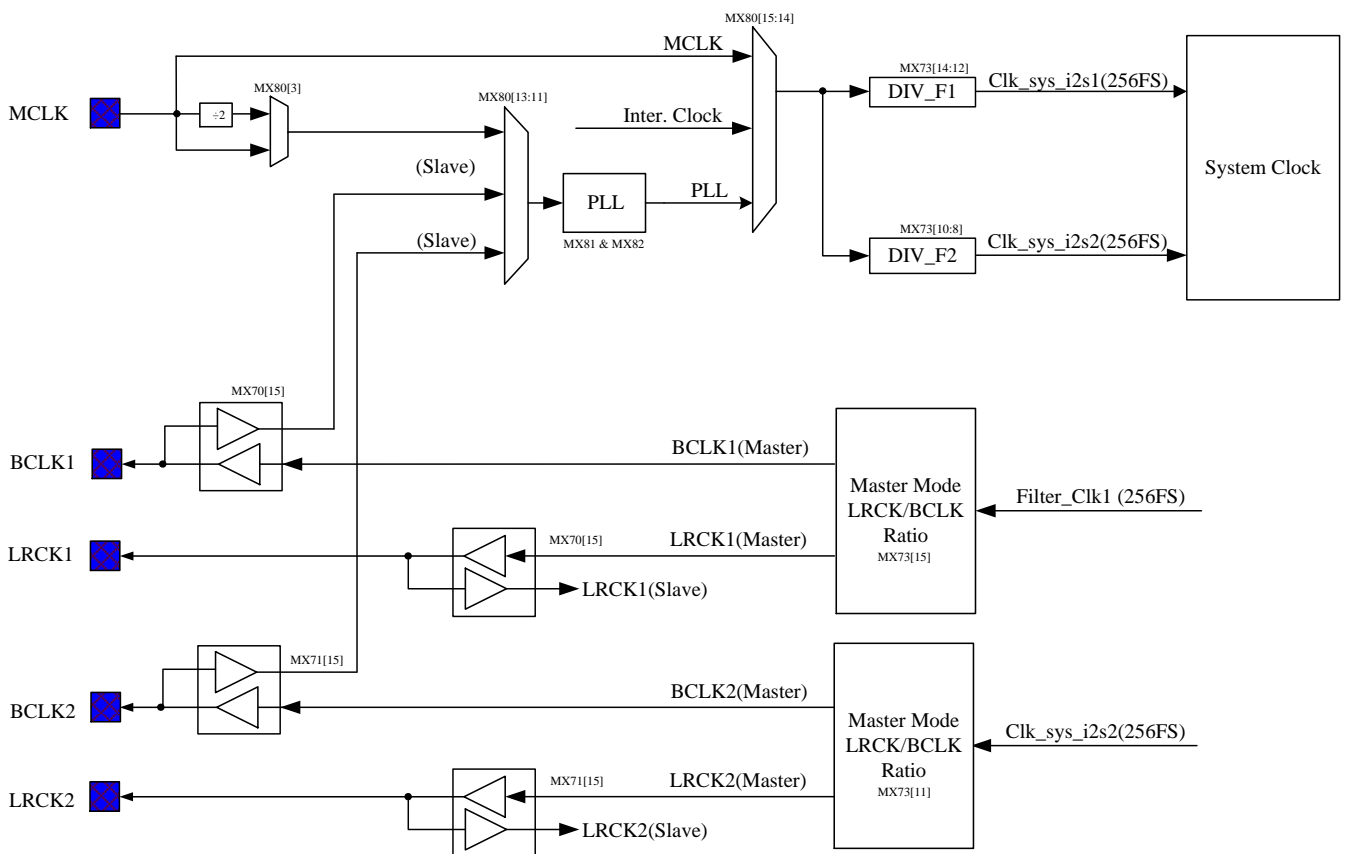 MX80[15:14]
MCLK
MX73[14:12]
Clk_sys_i2s1(256FS)
DIV_F1
MX80[3]
MX80[13:11]
MCLK
÷2
Inter. Clock
(Slave)
System Clock
PLL
PLL
MX81 & MX82
(Slave)
MX73[10:8]
Clk_sys_i2s2(256FS)
DIV_F2
MX70[15]
BCLK1
BCLK1(Master)
Master Mode
LRCK/BCLK
Ratio
MX73[15]
Filter_Clk1 (256FS)
LRCK1
MX70[15]
LRCK1(Master)
LRCK1(Slave)
MX71[15]
BCLK2
BCLK2(Master)
Master Mode
LRCK/BCLK
Ratio
MX73[11]
Clk_sys_i2s2(256FS)
LRCK2
MX71[15]
LRCK2(Master)
LRCK2(Slave)